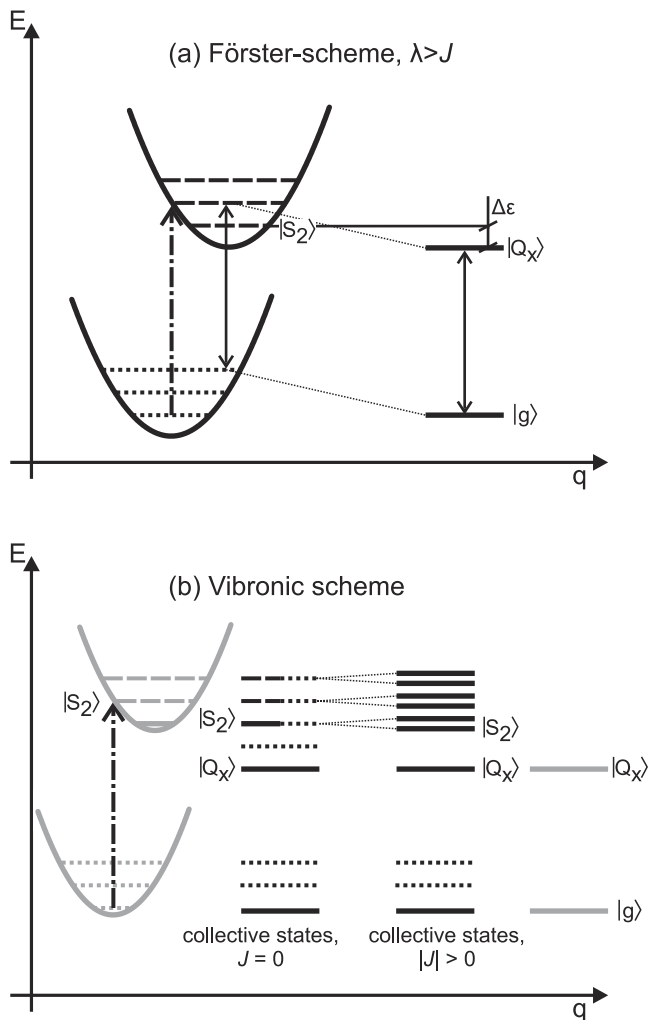 E
(a) Förster-scheme, λ>J
Δε
|S₂⟩
|Qₓ⟩
|g⟩
q
E
(b) Vibronic scheme
|S₂⟩
|S₂⟩
|S₂⟩
|Qₓ⟩
|Qₓ⟩
|Qₓ⟩
|g⟩
collective states,
J = 0
collective states,
|J| > 0
q